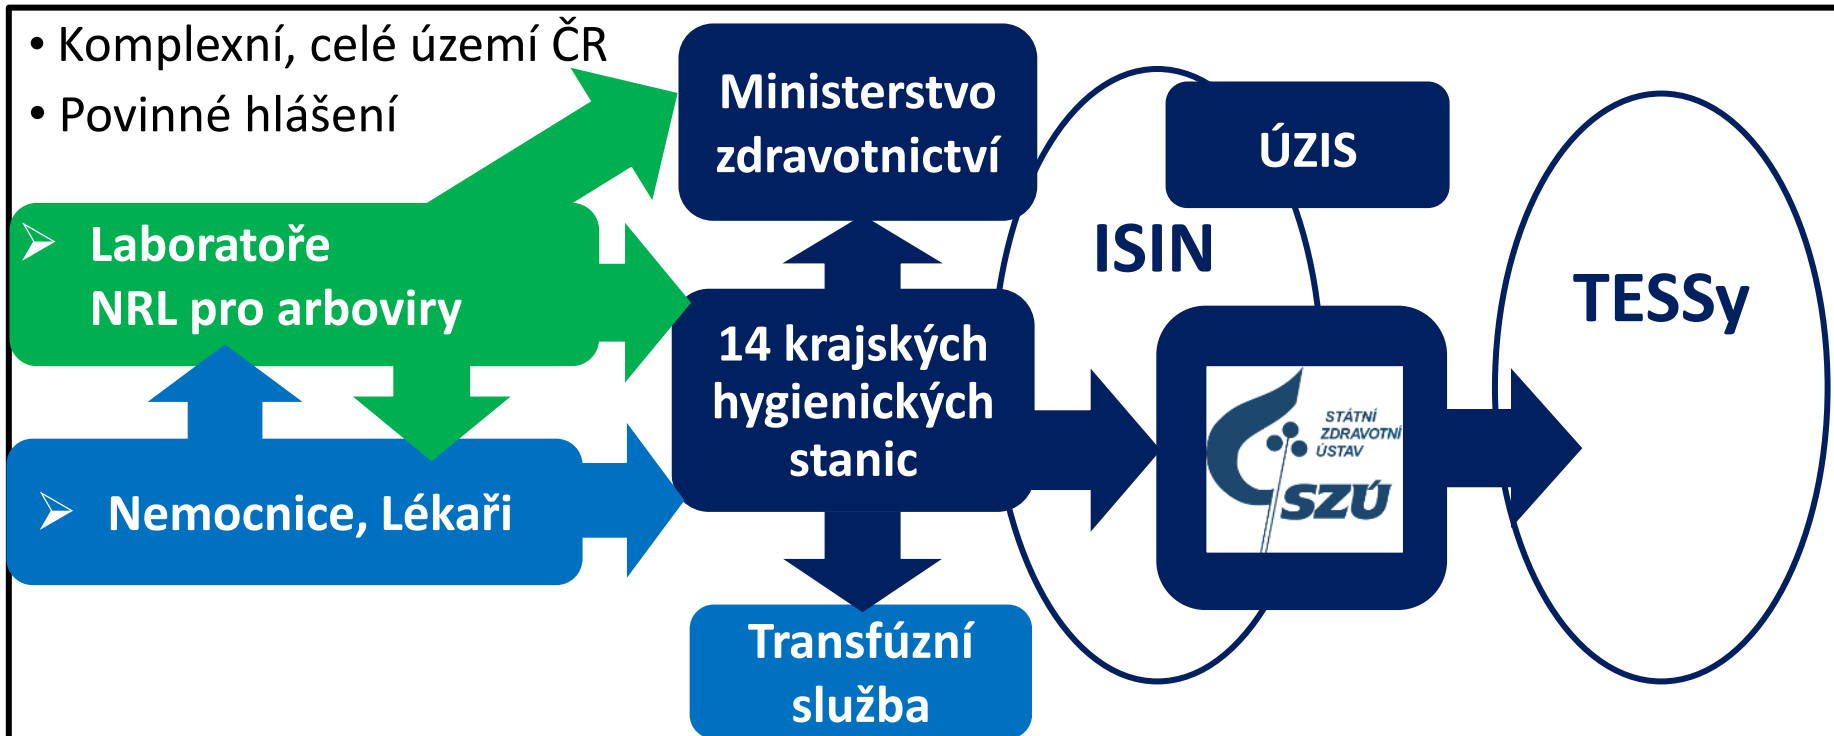 • Komplexní, celé území ČR
• Povinné hlášení
Ministerstvo
zdravotnictví
ÚZIS
➢ Laboratoře
NRL pro arboviry
ISIN
TESSy
14 krajských
hygienických
stanic
STÁTNÍ
ZDRAVOTNÍ
ÚSTAV
SZÚ
➢ Nemocnice, Lékaři
Transfúzní
služba